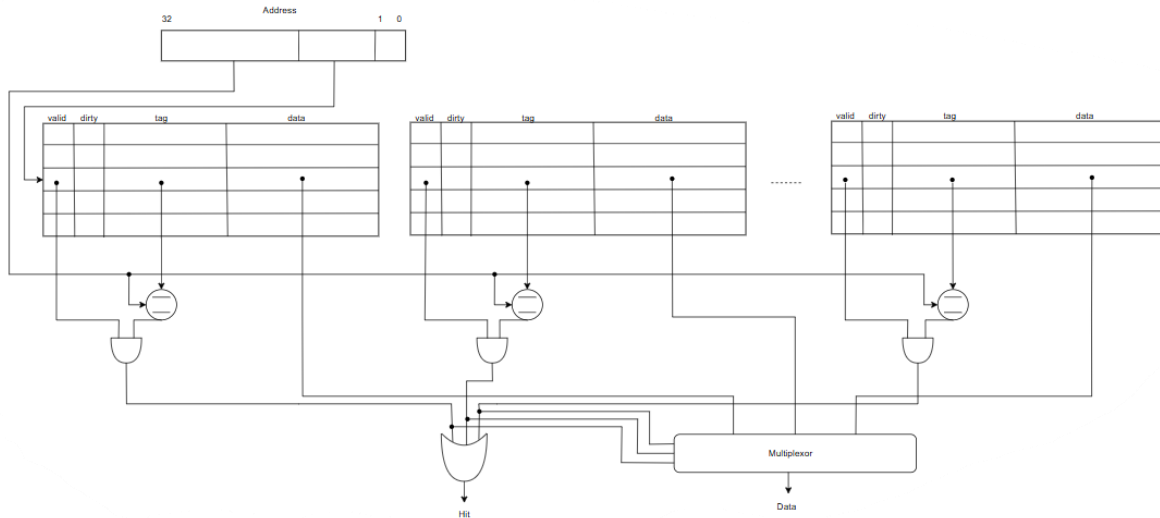 Address
32 1 0
valid dirty tag data
valid dirty tag data
valid dirty tag data
Multiplexor
Hit
Data